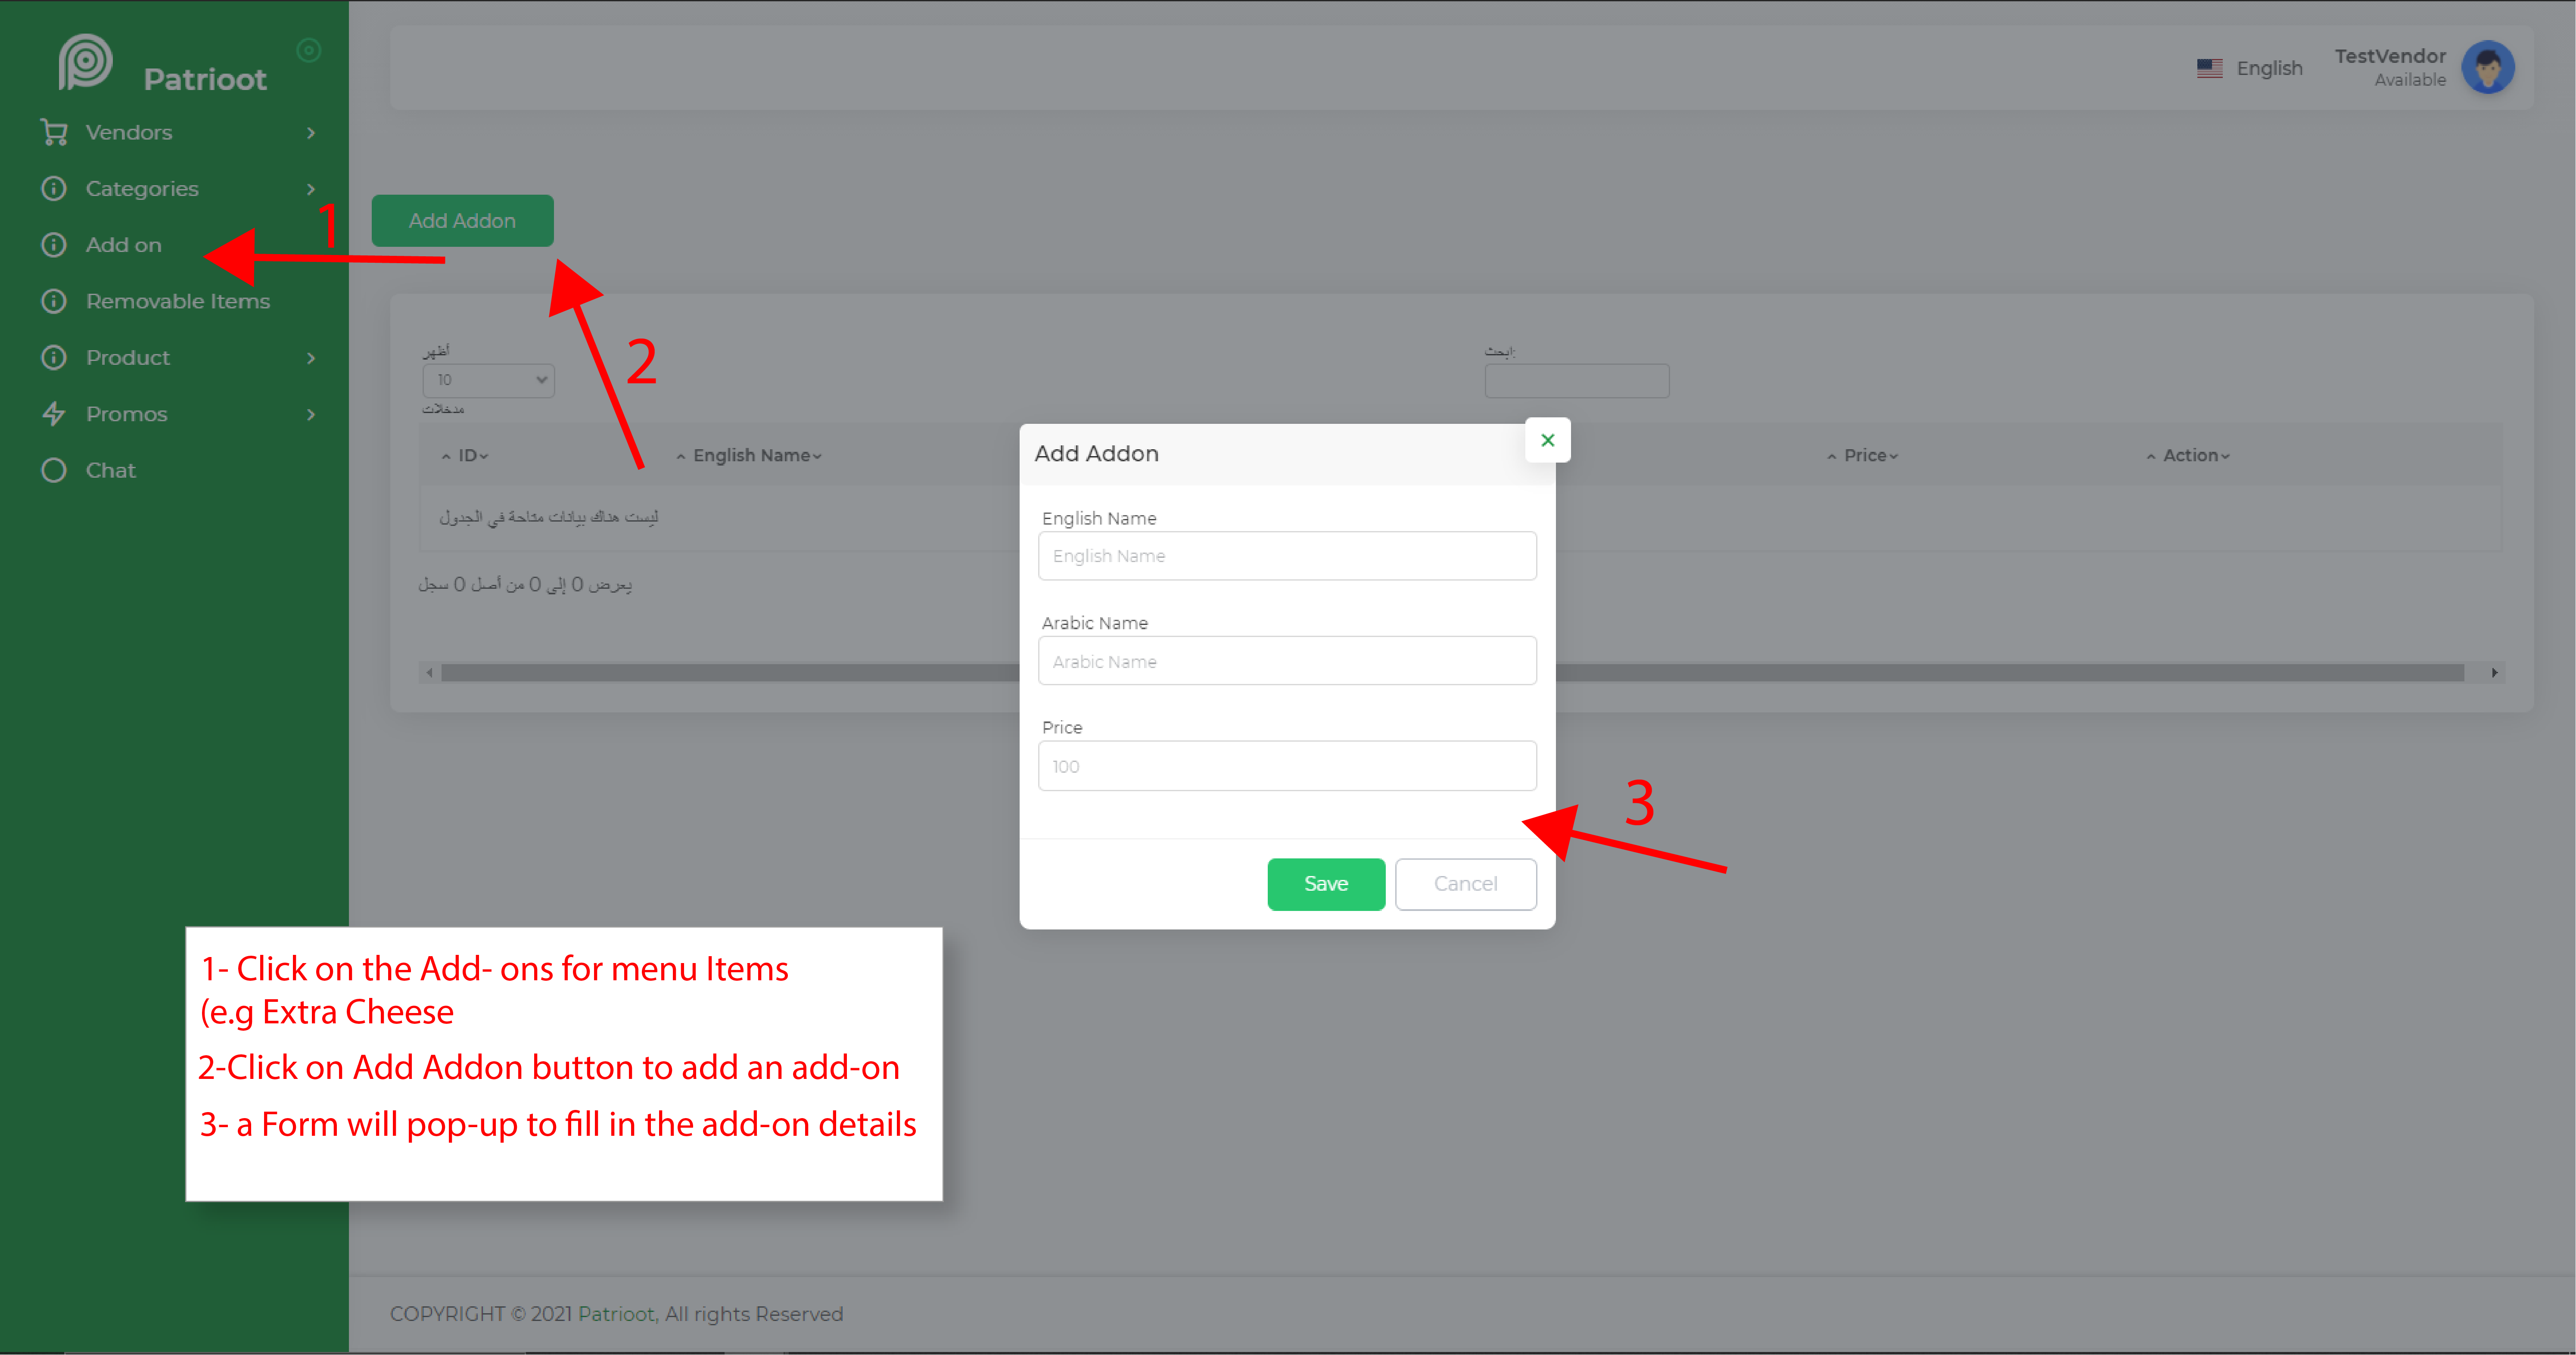 Patrioot
English
TestVendor
Available
Vendors
Categories
Add on
Removable Items
Product
Promos
Chat
1
Add Addon
2
أظهر
10
مدخلات
ابحث:
ID
English Name
Price
Action
ليست هناك بيانات متاحة في الجدول
يعرض 0 إلى 0 من أصل 0 سجل
Add Addon
English Name
English Name
Arabic Name
Arabic Name
Price
100
3
Save
Cancel
1- Click on the Add- ons for menu Items
(e.g Extra Cheese
2-Click on Add Addon button to add an add-on
3- a Form will pop-up to fill in the add-on details
COPYRIGHT © 2021 Patrioot, All rights Reserved